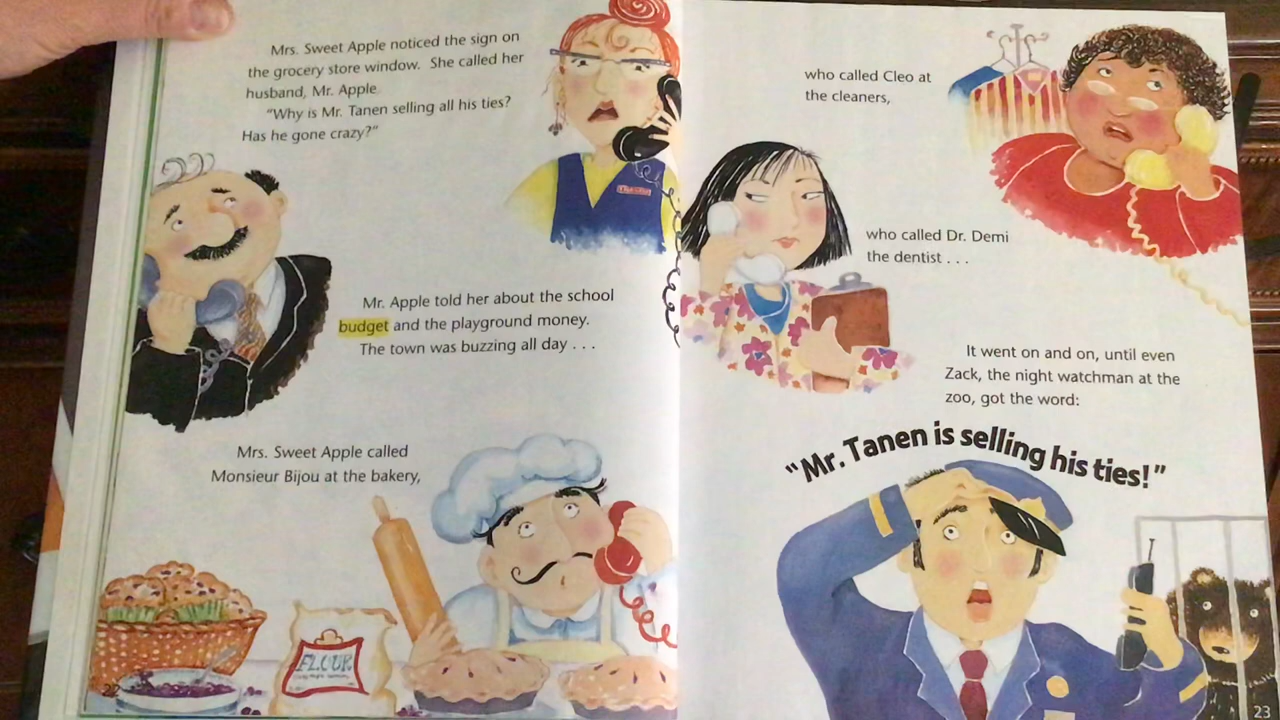 Mrs. Sweet Apple noticed the sign on
the grocery store window. She called her
husband, Mr. Apple.
"Why is Mr. Tanen selling all his ties?
Has he gone crazy?"
Mr. Apple told her about the school
budget and the playground money.
The town was buzzing all day . . .
Mrs. Sweet Apple called
Monsieur Bijou at the bakery,
FLOUR
22
who called Cleo at
the cleaners,
who called Dr. Demi
the dentist . . .
It went on and on, until even
Zack, the night watchman at the
zoo, got the word:
"Mr. Tanen is selling his ties!"
23